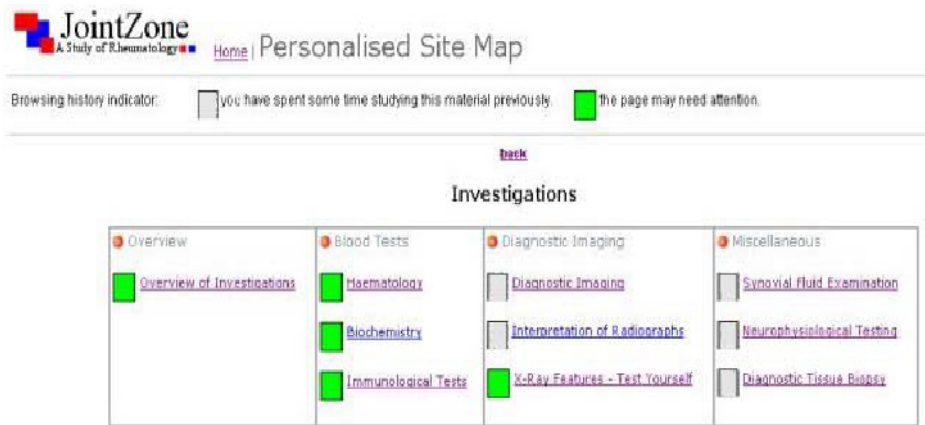 JointZone
A Study of Rheumatology
Home | Personalised Site Map
Browsing history indicator: you have spent some time studying this material previously. the page may need attention.
back
Investigations
Overview Blood Tests Diagnostic Imaging Miscellaneous
Overview of Investigations Haematology Diagnostic Imaging Synovial Fluid Examination
Biochemistry Interpretation of Radiographs Neurophysiological Testing
Immunological Tests X-Ray Features - Test Yourself Diagnostic Tissue Biopsy